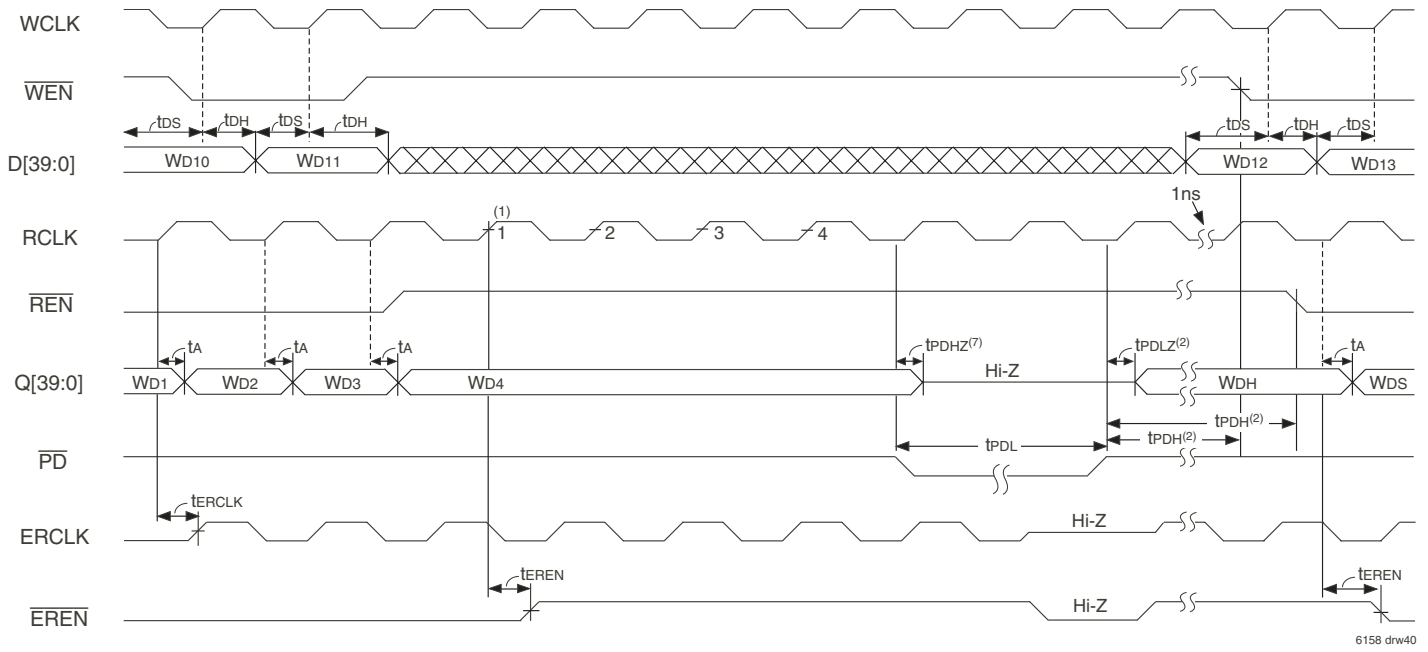 WCLK
WEN
tDS tDH tDS tDH tDS tDH tDS
D[39:0] WD10 WD11 WD12 WD13
1ns
(1)
RCLK 1 2 3 4
REN
tA tA tA tPDHZ(7) tPDLZ(2) tA
Q[39:0] WD1 WD2 WD3 WD4 Hi-Z WDH WDS
tPDH(2)
tPDL tPDH(2)
PD
tERCLK
ERCLK Hi-Z
tEREN tEREN
EREN Hi-Z
6158 drw40